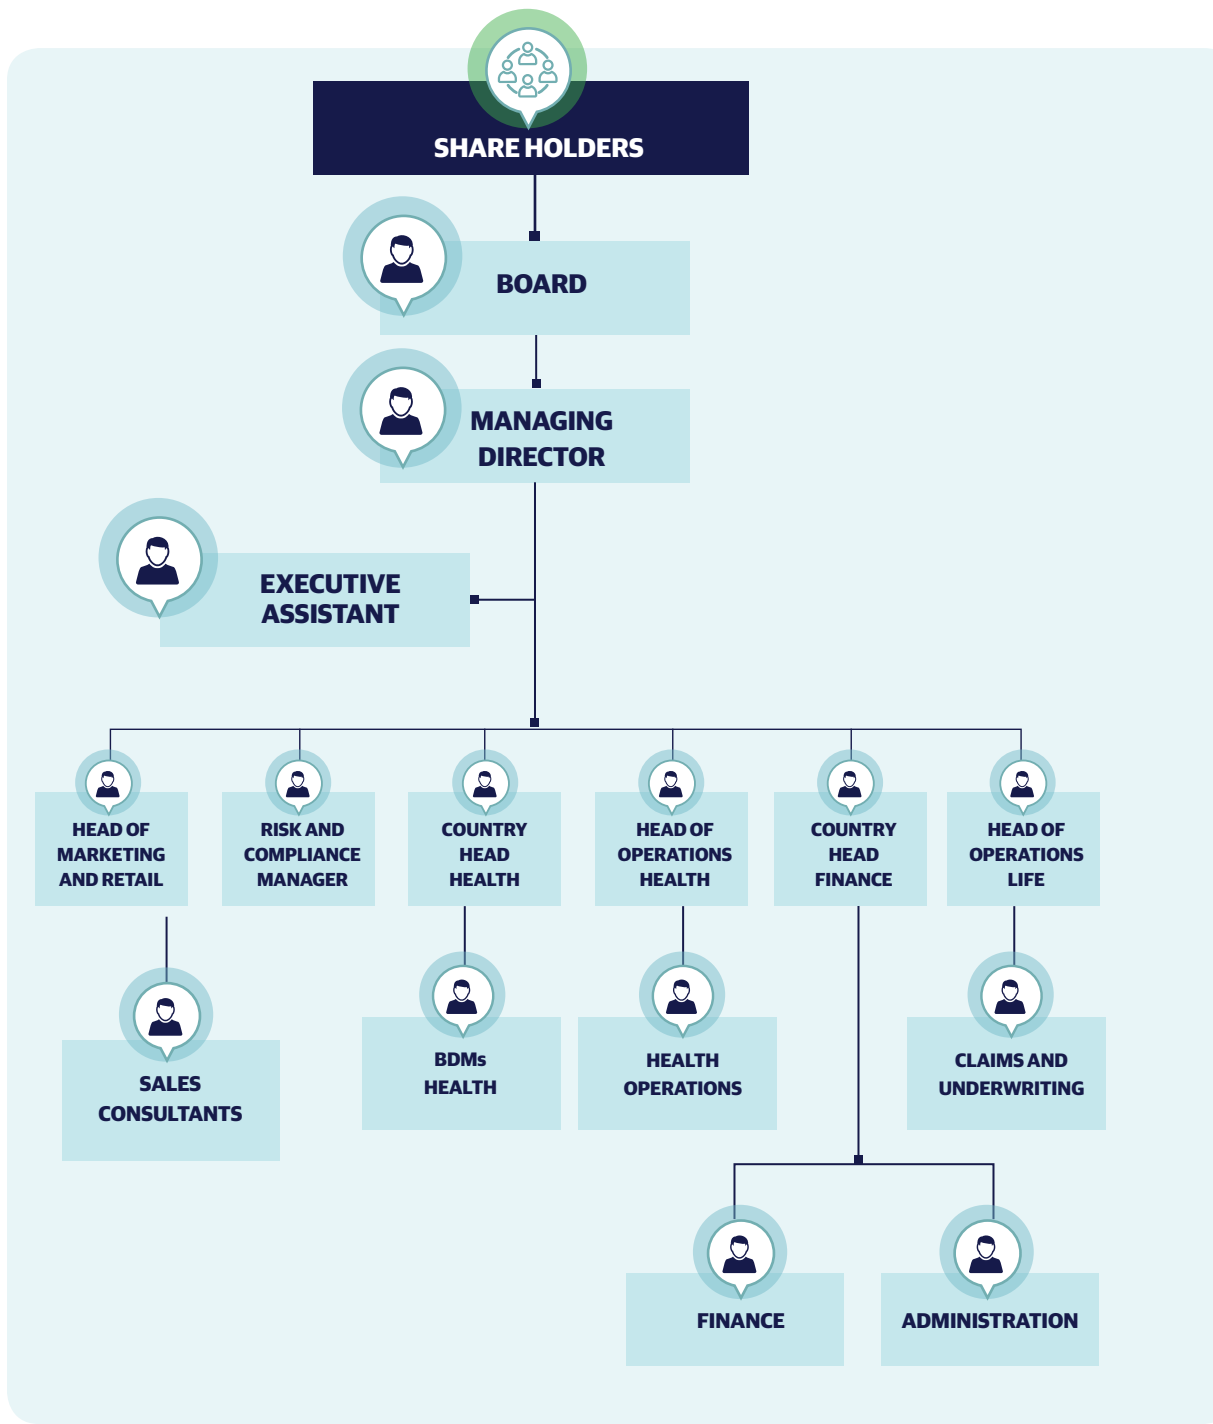 SHARE HOLDERS
BOARD
MANAGING
DIRECTOR
EXECUTIVE
ASSISTANT
HEAD OF
MARKETING
AND RETAIL
RISK AND
COMPLIANCE
MANAGER
COUNTRY
HEAD
HEALTH
HEAD OF
OPERATIONS
HEALTH
COUNTRY
HEAD
FINANCE
HEAD OF
OPERATIONS
LIFE
SALES
CONSULTANTS
BDMs
HEALTH
HEALTH
OPERATIONS
CLAIMS AND
UNDERWRITING
FINANCE
ADMINISTRATION